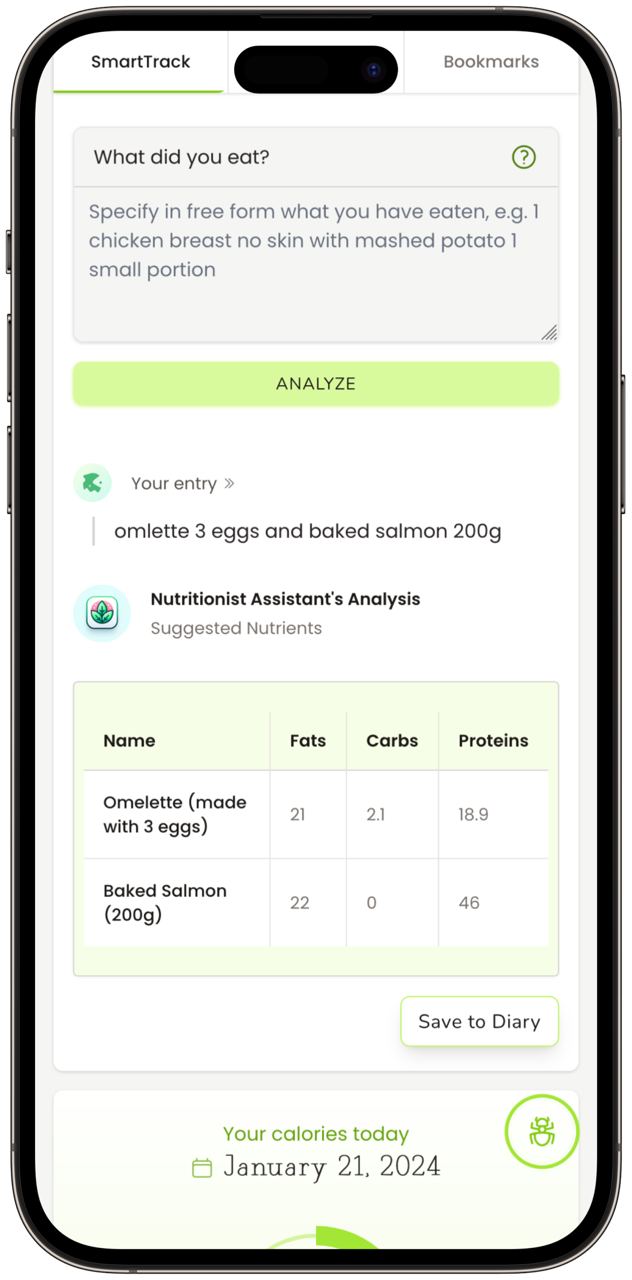 SmartTrack
Bookmarks
What did you eat?
Specify in free form what you have eaten, e.g. 1
chicken breast no skin with mashed potato 1
small portion
ANALYZE
Your entry »
omlette 3 eggs and baked salmon 200g
Nutritionist Assistant's Analysis
Suggested Nutrients
Name Fats Carbs Proteins
Omelette (made
with 3 eggs) 21 2.1 18.9
Baked Salmon
(200g) 22 0 46
Save to Diary
Your calories today
January 21, 2024